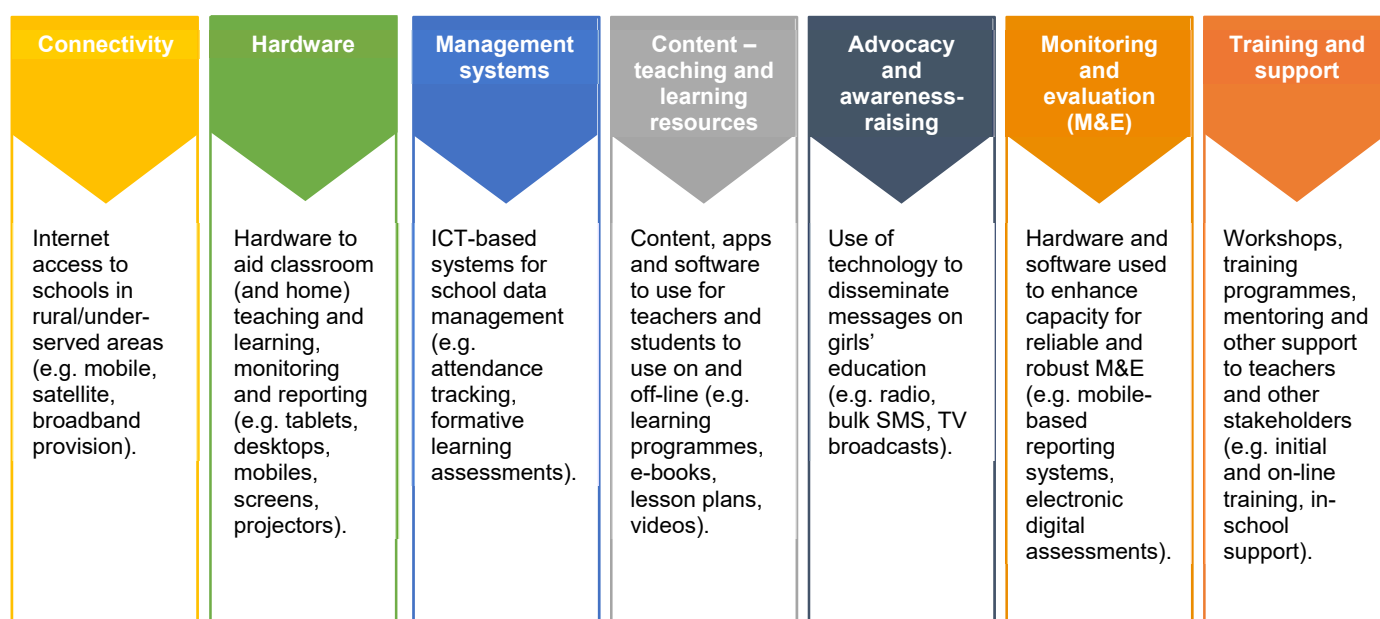 Connectivity
Internet
access to
schools in
rural/under-
served areas
(e.g. mobile,
satellite,
broadband
provision).
Hardware
Hardware to
aid classroom
(and home)
teaching and
learning,
monitoring
and reporting
(e.g. tablets,
desktops,
mobiles,
screens,
projectors).
Management
systems
ICT-based
systems for
school data
management
(e.g.
attendance
tracking,
formative
learning
assessments).
Content –
teaching and
learning
resources
Content, apps
and software
to use for
teachers and
students to
use on and
off-line (e.g.
learning
programmes,
e-books,
lesson plans,
videos).
Advocacy
and
awareness-
raising
Use of
technology to
disseminate
messages on
girls’
education
(e.g. radio,
bulk SMS, TV
broadcasts).
Monitoring
and
evaluation
(M&E)
Hardware and
software used
to enhance
capacity for
reliable and
robust M&E
(e.g. mobile-
based
reporting
systems,
electronic
digital
assessments).
Training and
support
Workshops,
training
programmes,
mentoring and
other support
to teachers
and other
stakeholders
(e.g. initial
and on-line
training, in-
school
support).